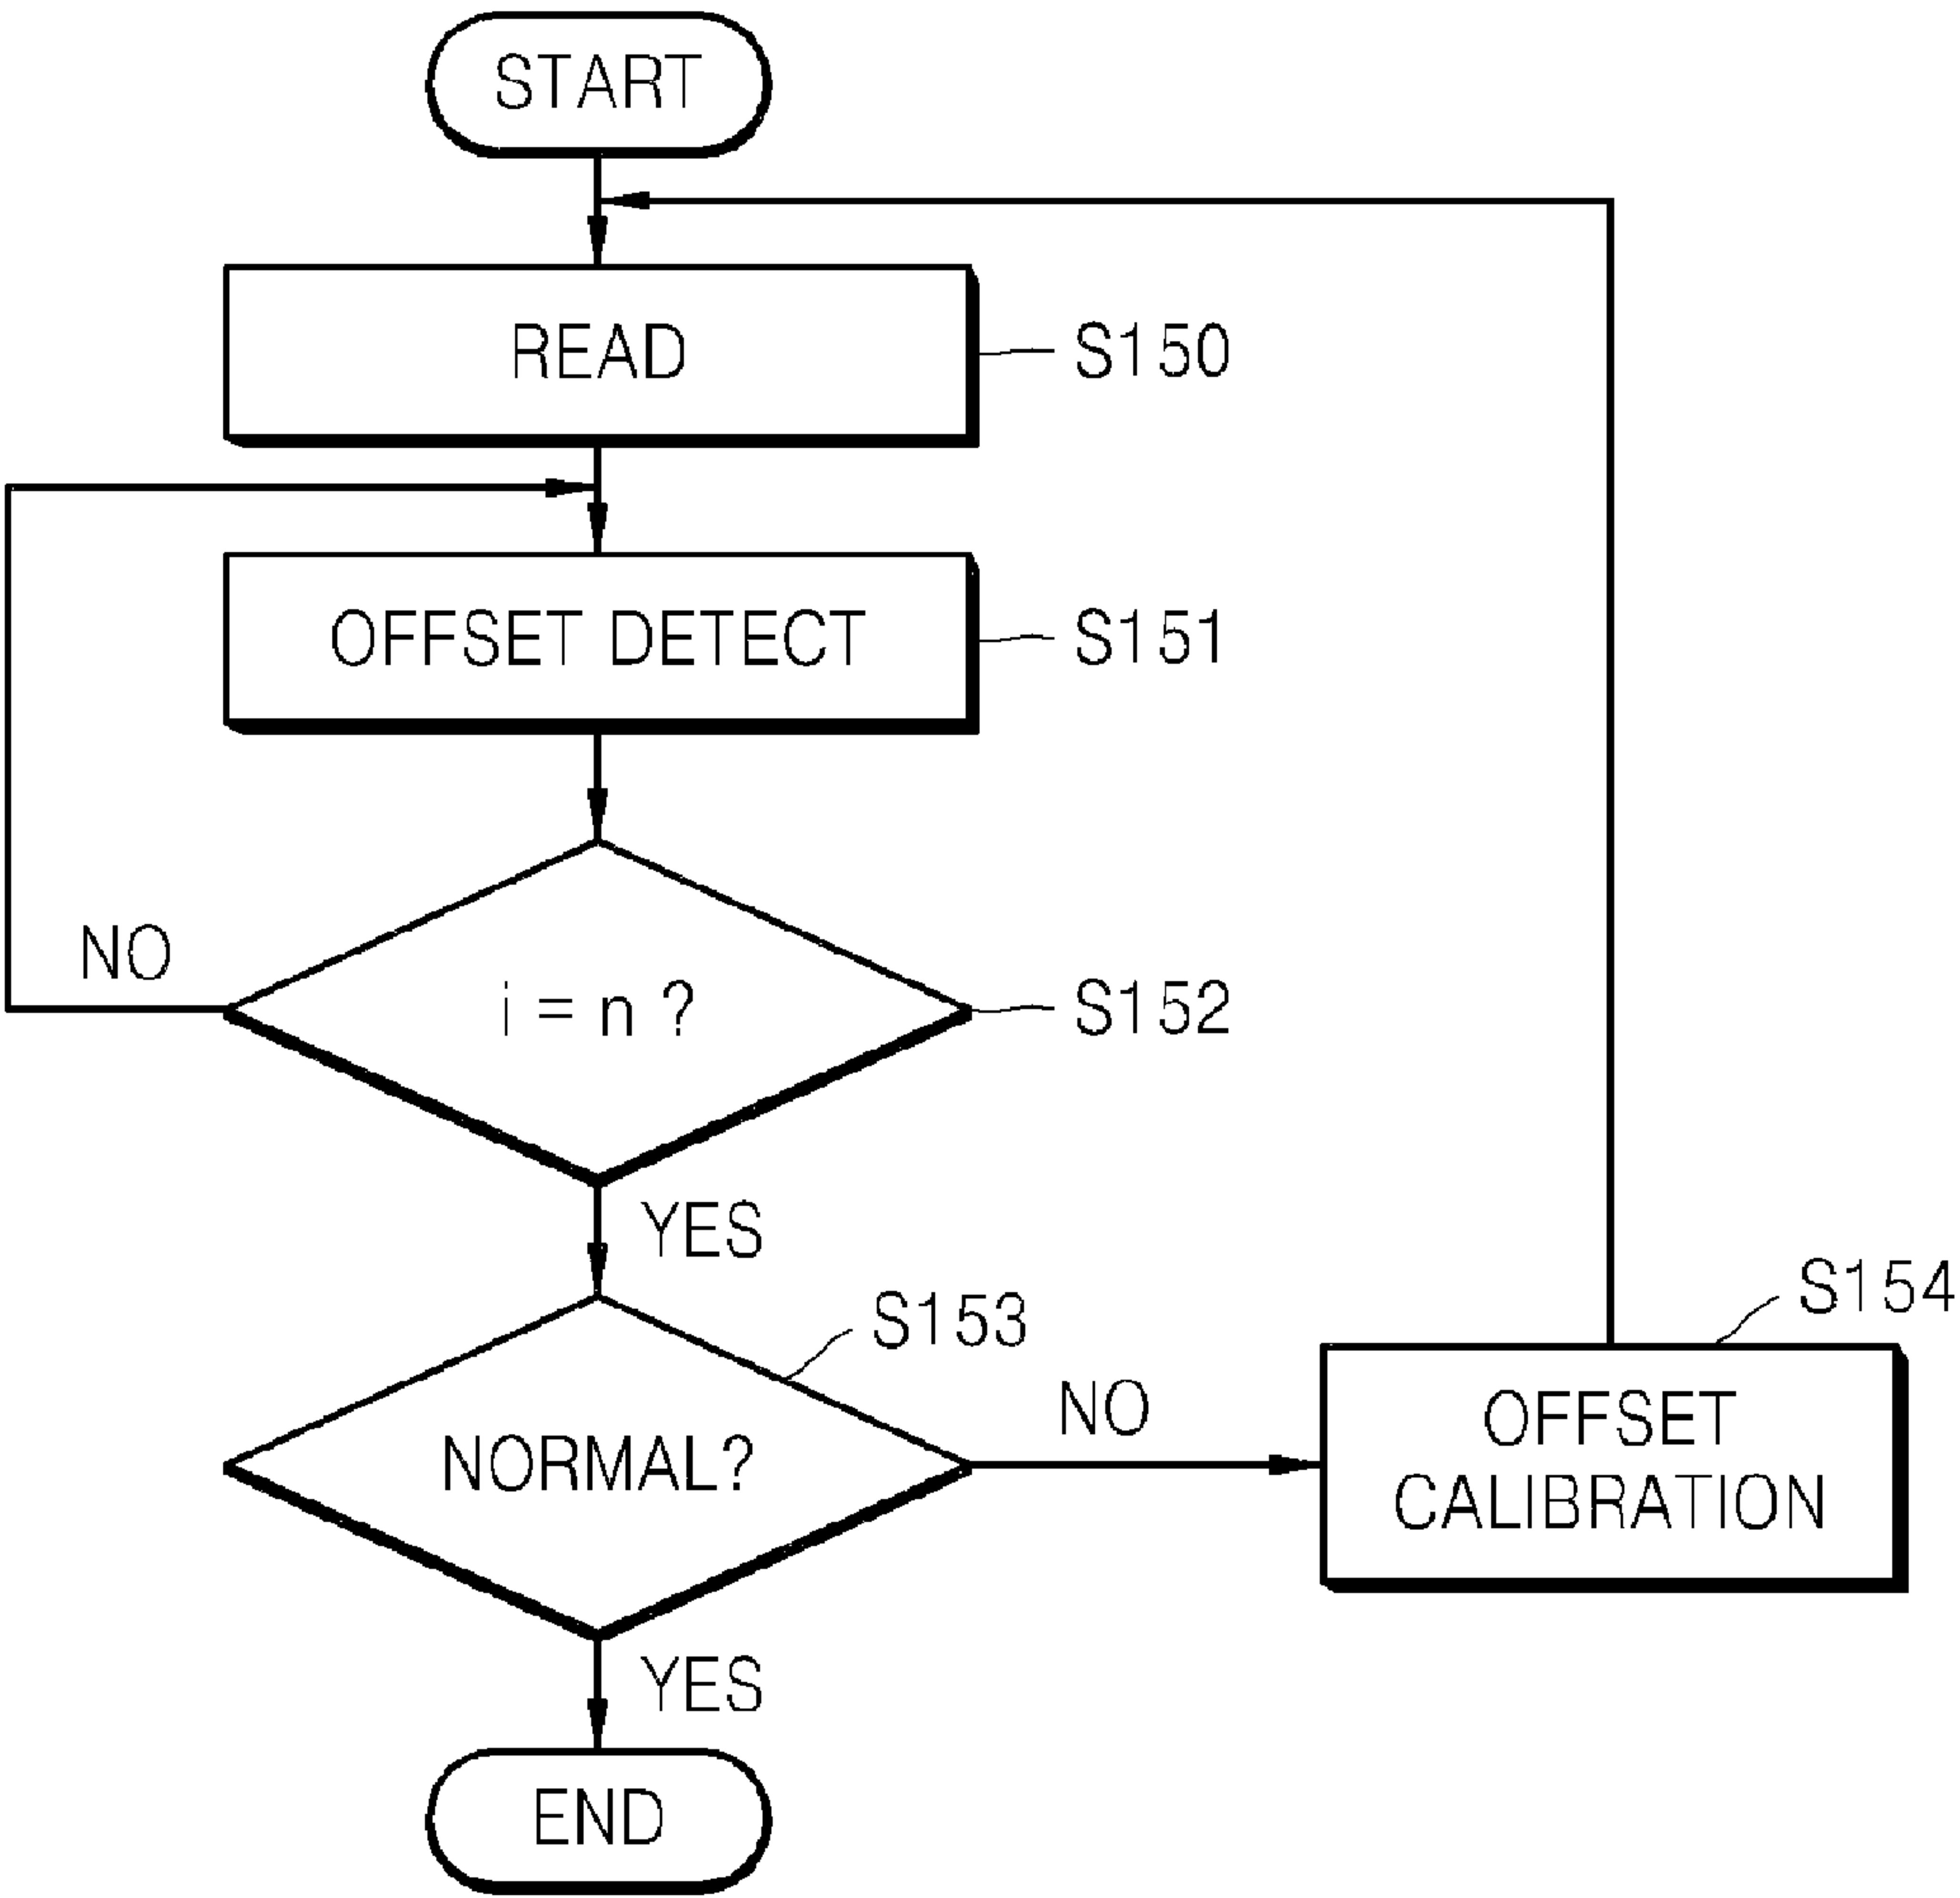 START
READ
S150
OFFSET DETECT
S151
NO
i = n ?
S152
YES
S153
S154
NORMAL?
NO
OFFSET
CALIBRATION
YES
END